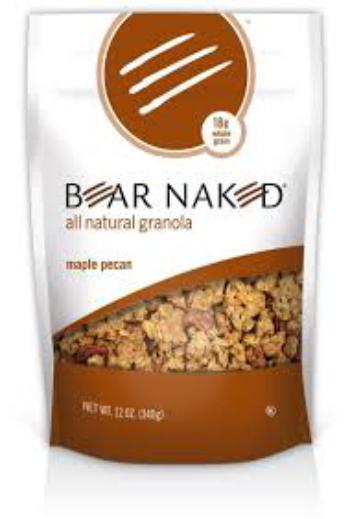 18g
whole
grain
BEAR NAKED®
all natural granola
maple pecan
NET WT. 12 OZ. (340g)